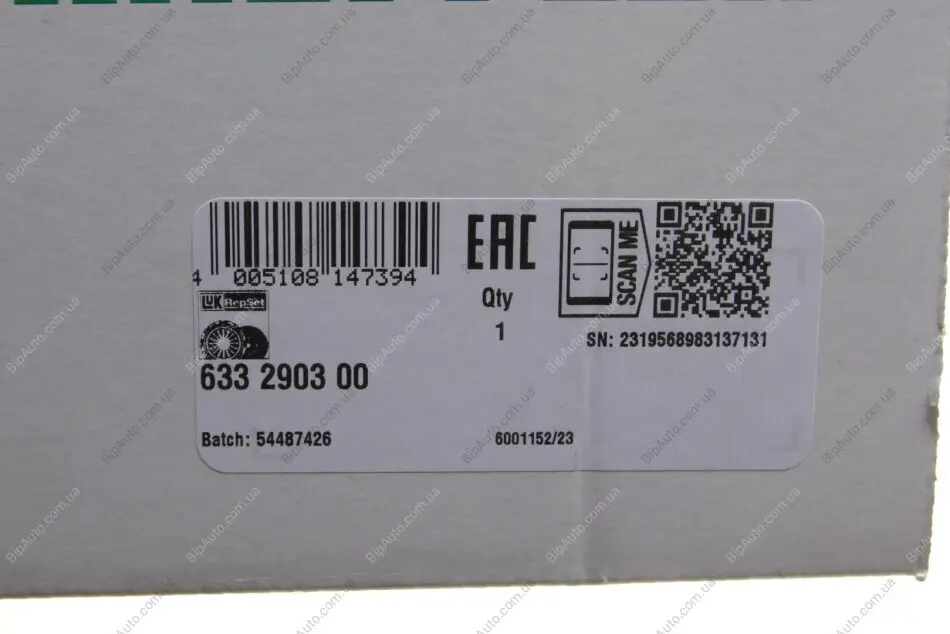 4 005108 147394
EAC
SCAN ME
Qty
1
SN: 2319568983137131
LUK RepSet
633 2903 00
Batch: 54487426
6001152/23
BipAuto.com.ua